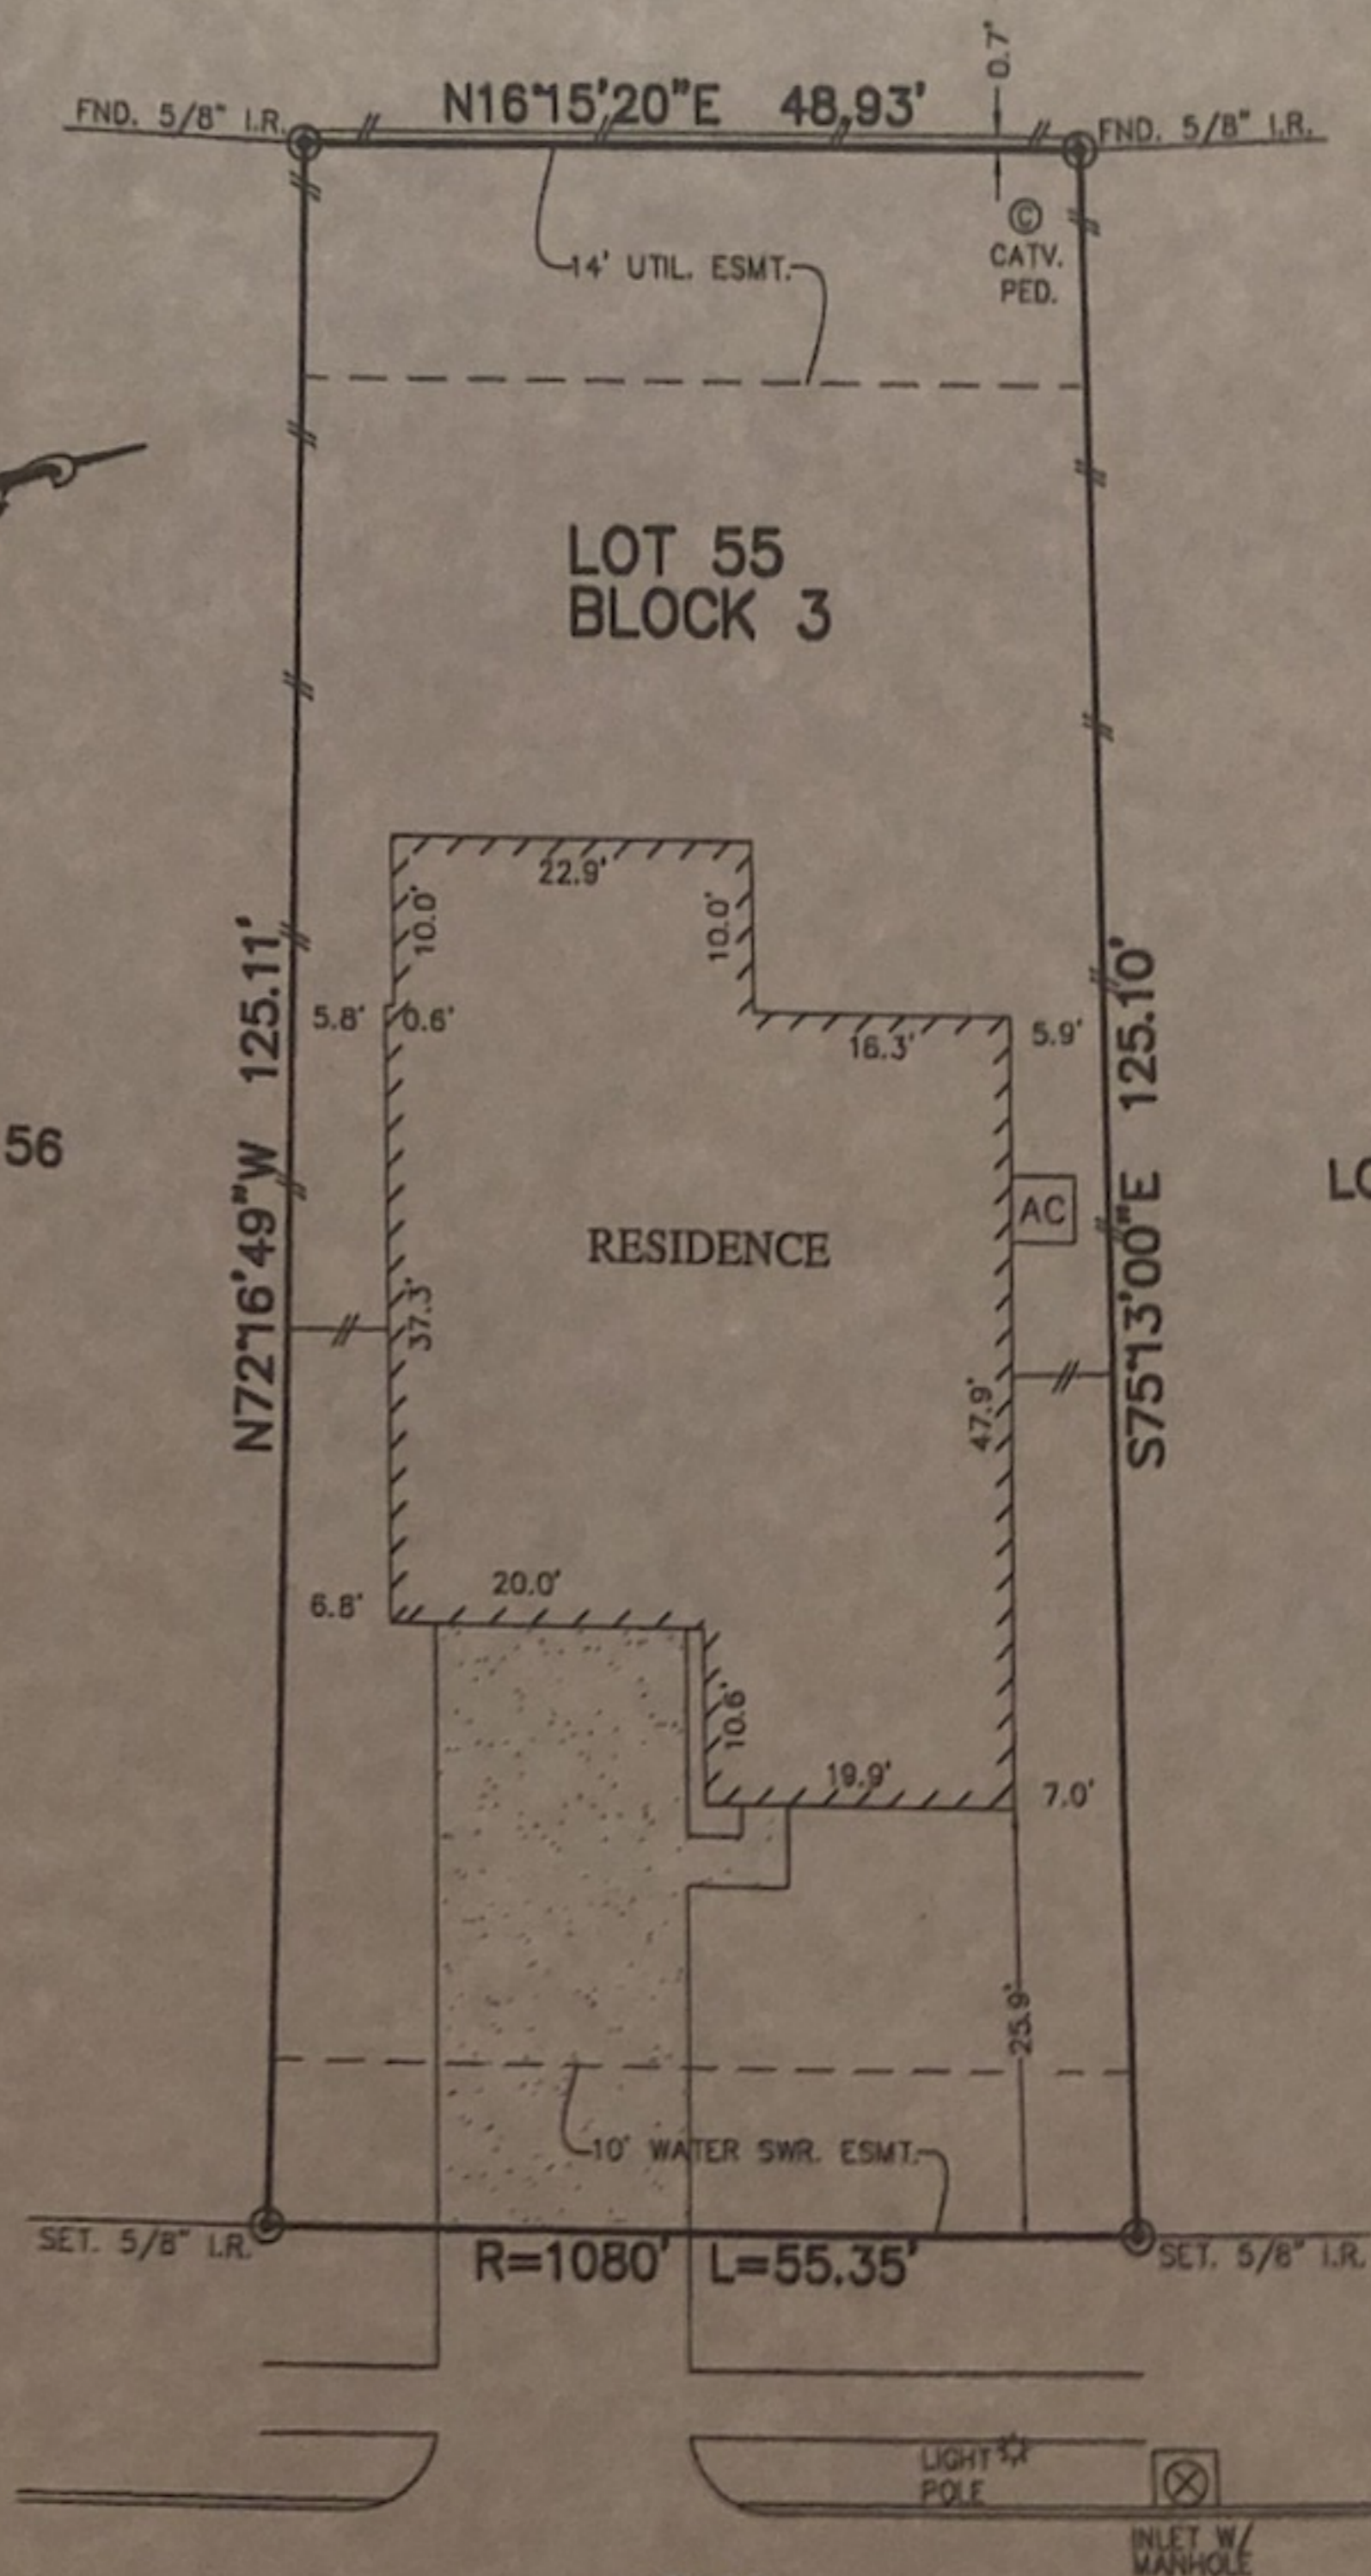 0.7'
N16°15'20"E 48.93'
FND. 5/8" I.R.
FND. 5/8" I.R.
©
CATV.
PED.
14' UTIL. ESMT.
LOT 55
BLOCK 3
22.9'
10.0'
10.0'
5.8'
0.6'
16.3'
5.9'
N72°16'49"W 125.11'
S75°13'00"E 125.10'
56
AC
RESIDENCE
37.3'
47.9'
20.0'
6.8'
10.6'
19.9'
7.0'
25.9'
10' WATER SWR. ESMT.
SET. 5/8" I.R.
R=1080' L=55.35'
SET. 5/8" I.R.
LIGHT
POLE
INLET W/
MANHOLE